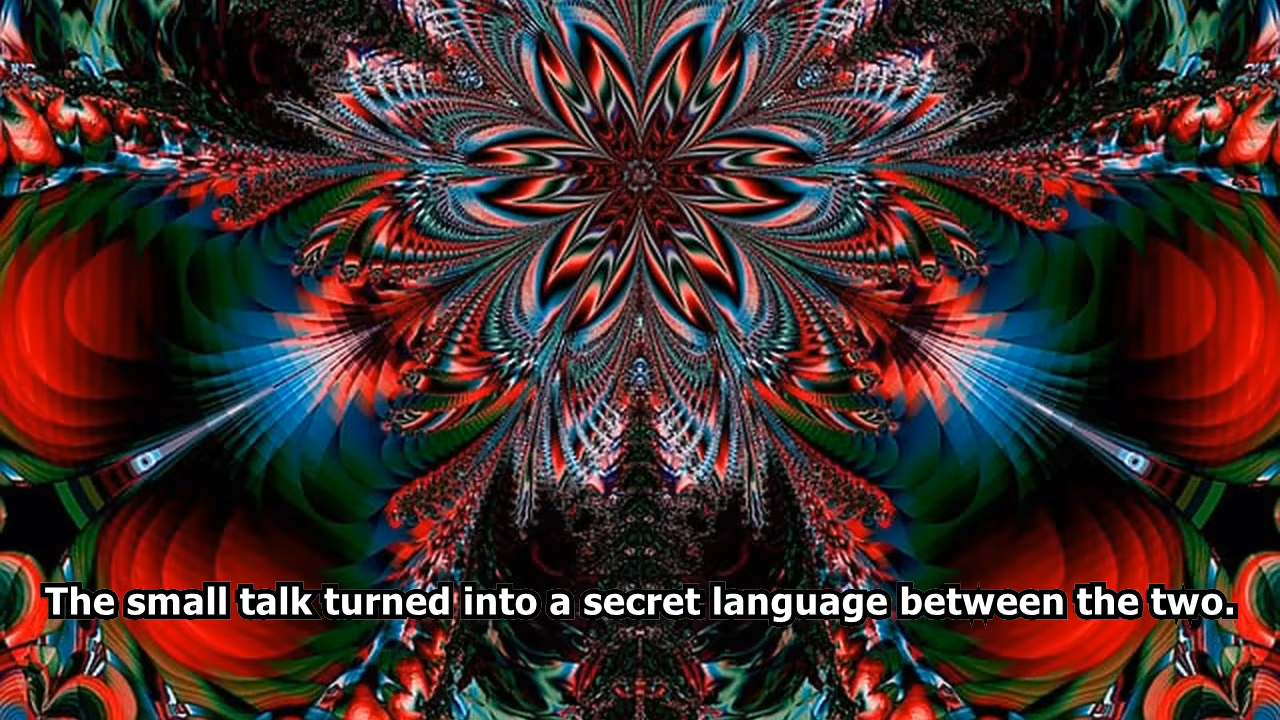 The small talk turned into a secret language between the two.